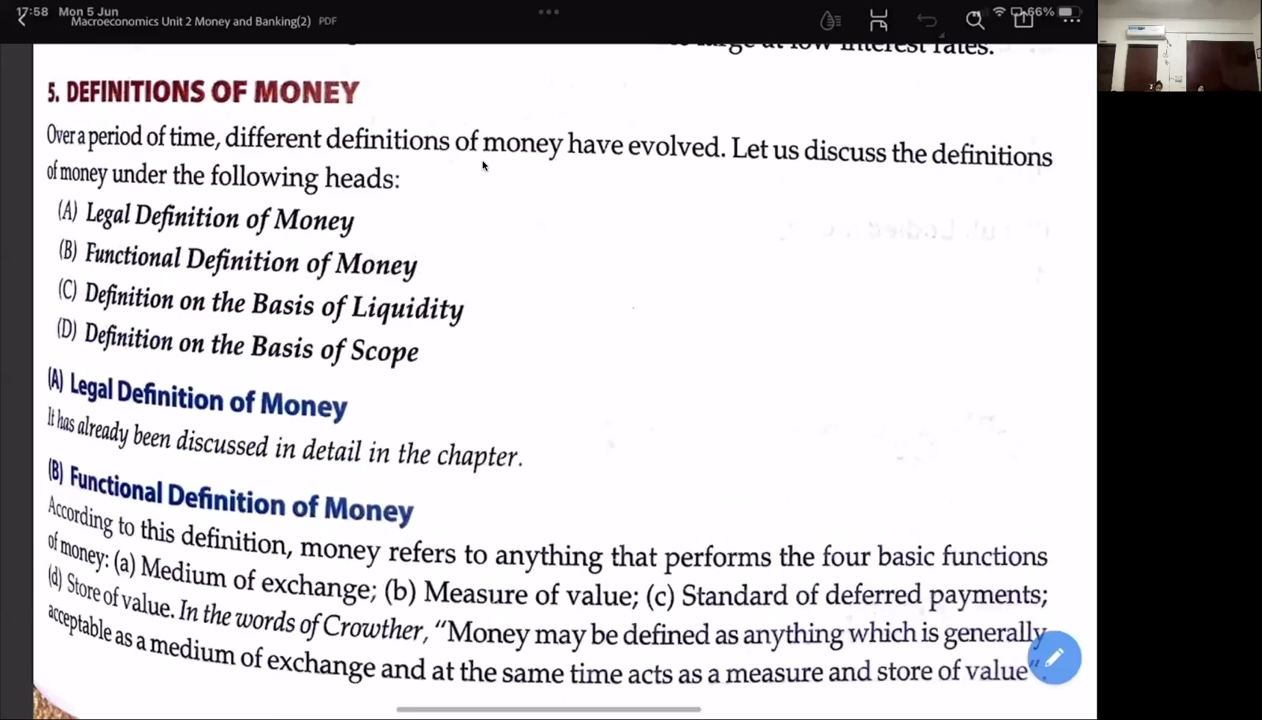 17:58 Mon 5 Jun
66%
Macroeconomics Unit 2 Money and Banking(2) PDF
large at low interest rates.
5. DEFINITIONS OF MONEY
Over a period of time, different definitions of money have evolved. Let us discuss the definitions
of money under the following heads:
(A) Legal Definition of Money
(B) Functional Definition of Money
(C) Definition on the Basis of Liquidity
(D) Definition on the Basis of Scope
(A) Legal Definition of Money
It has already been discussed in detail in the chapter.
(B) Functional Definition of Money
According to this definition, money refers to anything that performs the four basic functions
of money: (a) Medium of exchange; (b) Measure of value; (c) Standard of deferred payments;
(d) Store of value. In the words of Crowther, “Money may be defined as anything which is generally
acceptable as a medium of exchange and at the same time acts as a measure and store of value”.